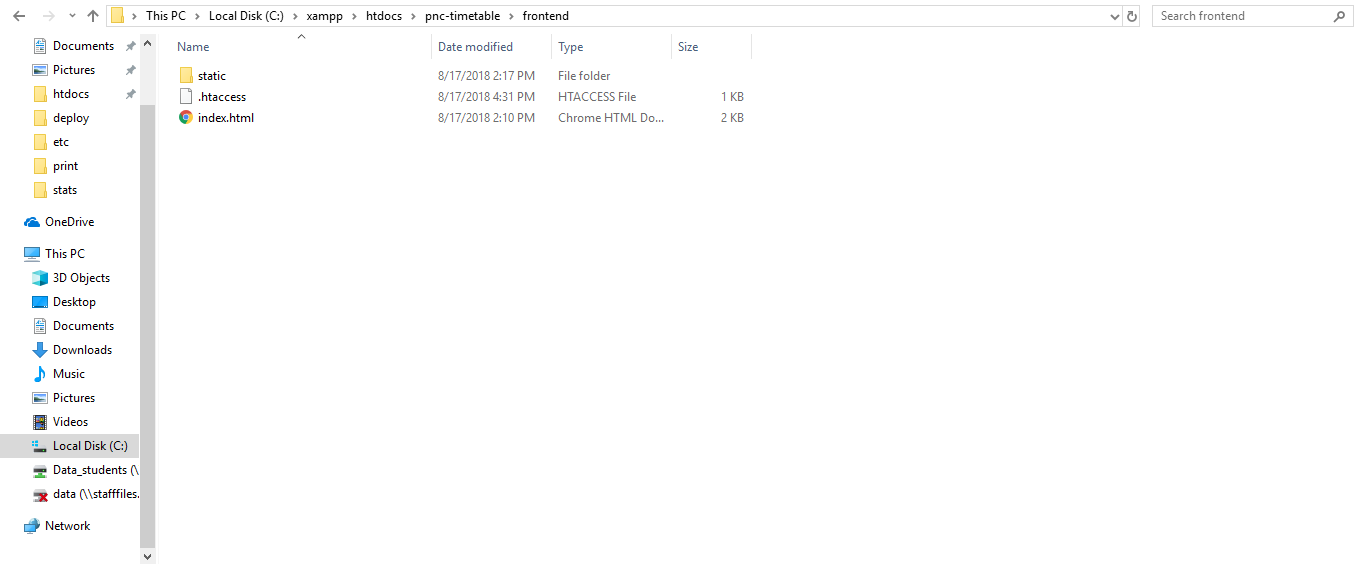 This PC > Local Disk (C:) > xampp > htdocs > pnc-timetable > frontend
Search frontend
Name Date modified Type Size
static 8/17/2018 2:17 PM File folder
.htaccess 8/17/2018 4:31 PM HTACCESS File 1 KB
index.html 8/17/2018 2:10 PM Chrome HTML Do... 2 KB
Documents
Pictures
htdocs
deploy
etc
print
stats
OneDrive
This PC
3D Objects
Desktop
Documents
Downloads
Music
Pictures
Videos
Local Disk (C:)
Data_students (\
data (\\stafffiles.
Network